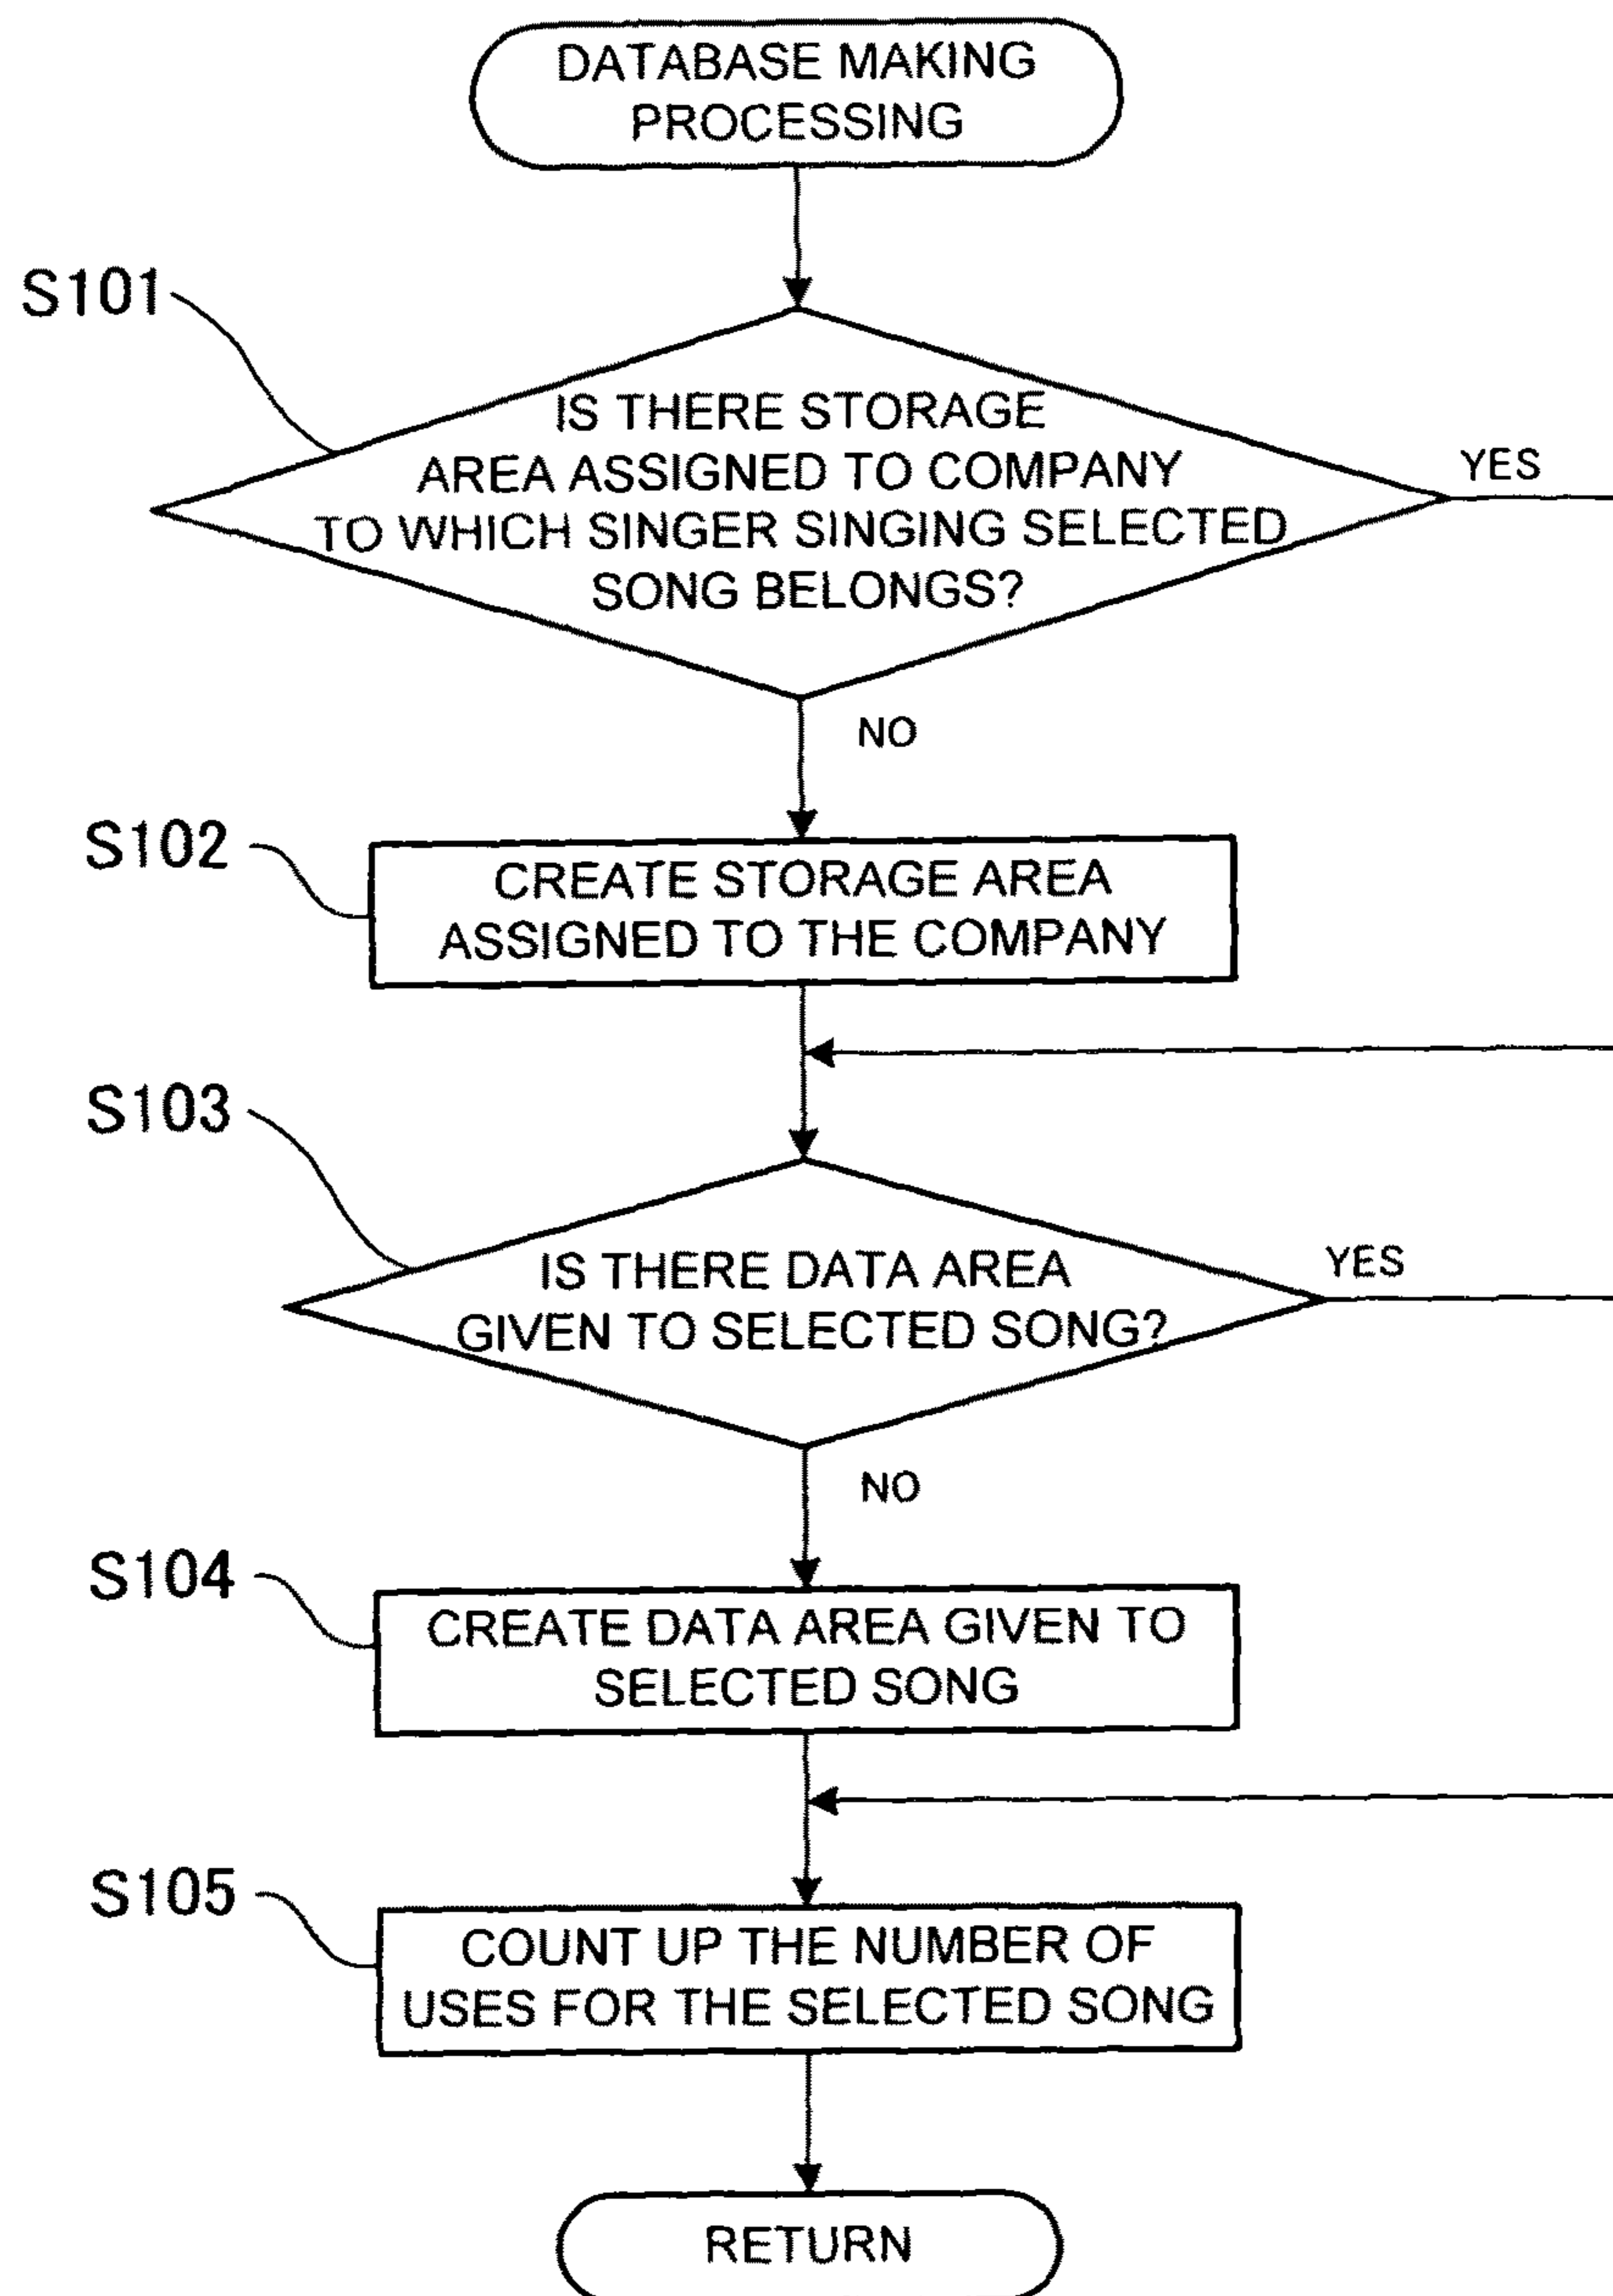 DATABASE MAKING
PROCESSING
S101
IS THERE STORAGE
AREA ASSIGNED TO COMPANY
TO WHICH SINGER SINGING SELECTED
SONG BELONGS?
YES
NO
S102
CREATE STORAGE AREA
ASSIGNED TO THE COMPANY
S103
IS THERE DATA AREA
GIVEN TO SELECTED SONG?
YES
NO
S104
CREATE DATA AREA GIVEN TO
SELECTED SONG
S105
COUNT UP THE NUMBER OF
USES FOR THE SELECTED SONG
RETURN